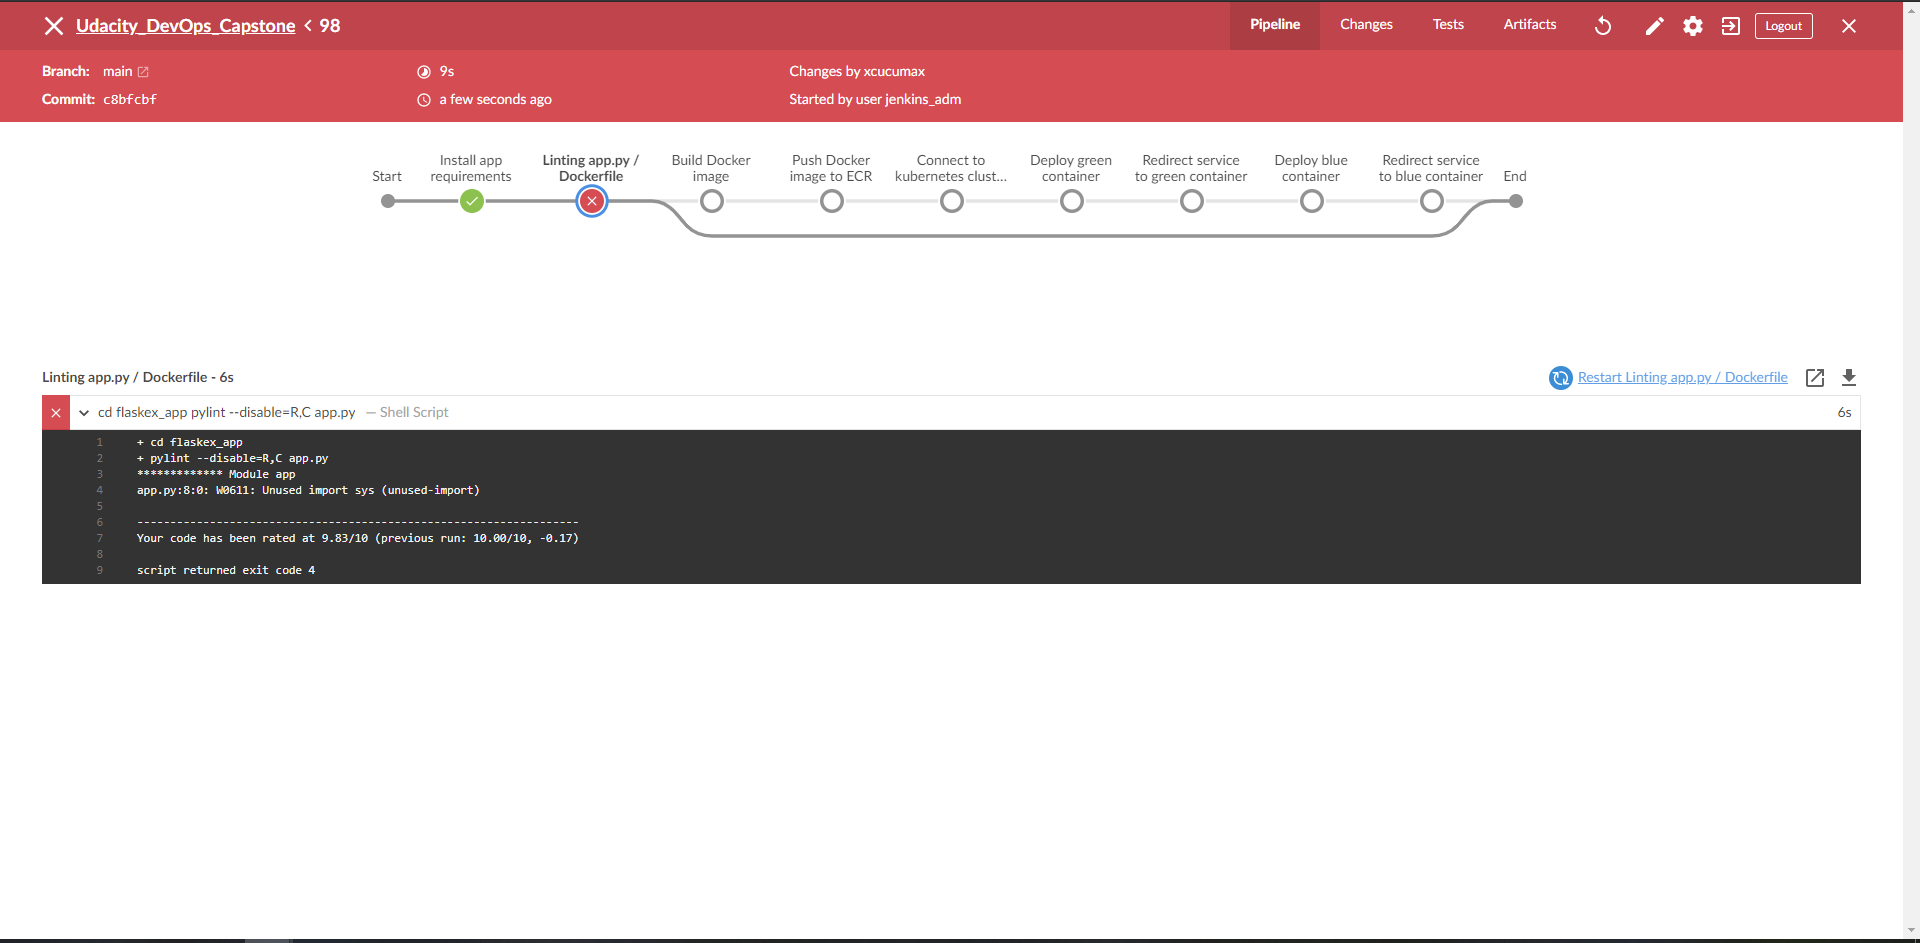 Udacity_DevOps_Capstone < 98
Pipeline Changes Tests Artifacts Logout
Branch: main 9s Changes by xcucumax
Commit: c8bfcbf a few seconds ago Started by user jenkins_adm
Start
Install app
requirements
Linting app.py /
Dockerfile
Build Docker
image
Push Docker
image to ECR
Connect to
kubernetes clust...
Deploy green
container
Redirect service
to green container
Deploy blue
container
Redirect service
to blue container
End
Linting app.py / Dockerfile - 6s Restart Linting app.py / Dockerfile
cd flaskex_app pylint --disable=R,C app.py — Shell Script 6s
1 + cd flaskex_app
2 + pylint --disable=R,C app.py
3 ************* Module app
4 app.py:8:0: W0611: Unused import sys (unused-import)
5
6 -------------------------------------------------------------------
7 Your code has been rated at 9.83/10 (previous run: 10.00/10, -0.17)
8
9 script returned exit code 4